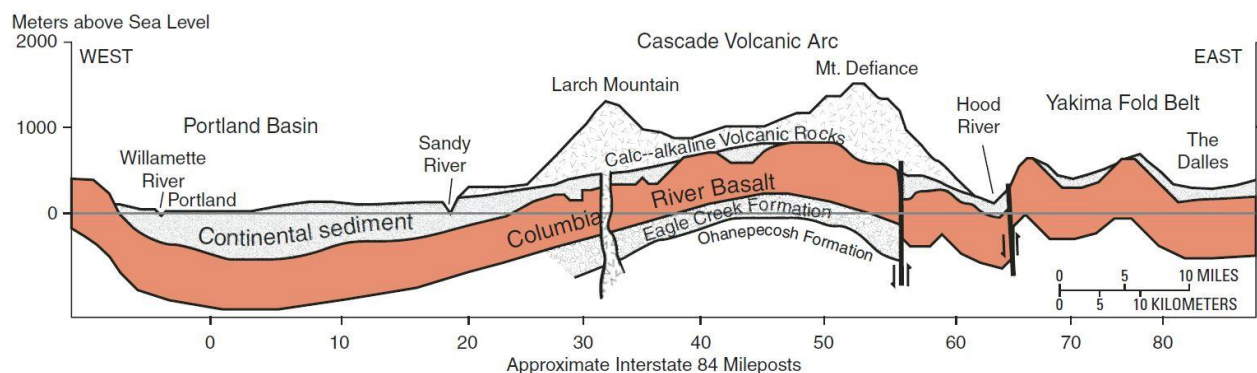 Meters above Sea Level
2000
WEST
Cascade Volcanic Arc
EAST
Mt. Defiance
Larch Mountain
1000
Portland Basin
Hood
River
Yakima Fold Belt
Sandy
River
The
Dalles
Willamette
River
Portland
Calc--alkaline Volcanic Rocks
0
Continental sediment
Columbia River Basalt
Eagle Creek Formation
Ohanepecosh Formation
0 5 10 MILES
0 5 10 KILOMETERS
0 10 20 30 40 50 60 70 80
Approximate Interstate 84 Mileposts